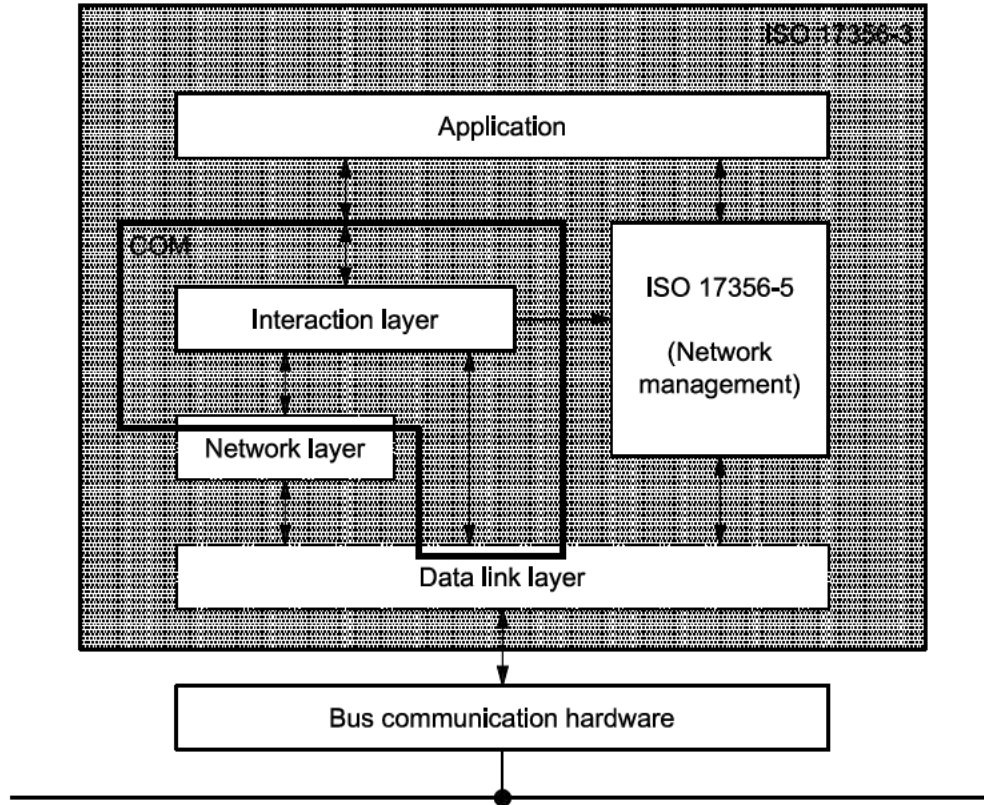 ISO 17356-3
Application
COM
Interaction layer
ISO 17356-5
(Network
management)
Network layer
Data link layer
Bus communication hardware